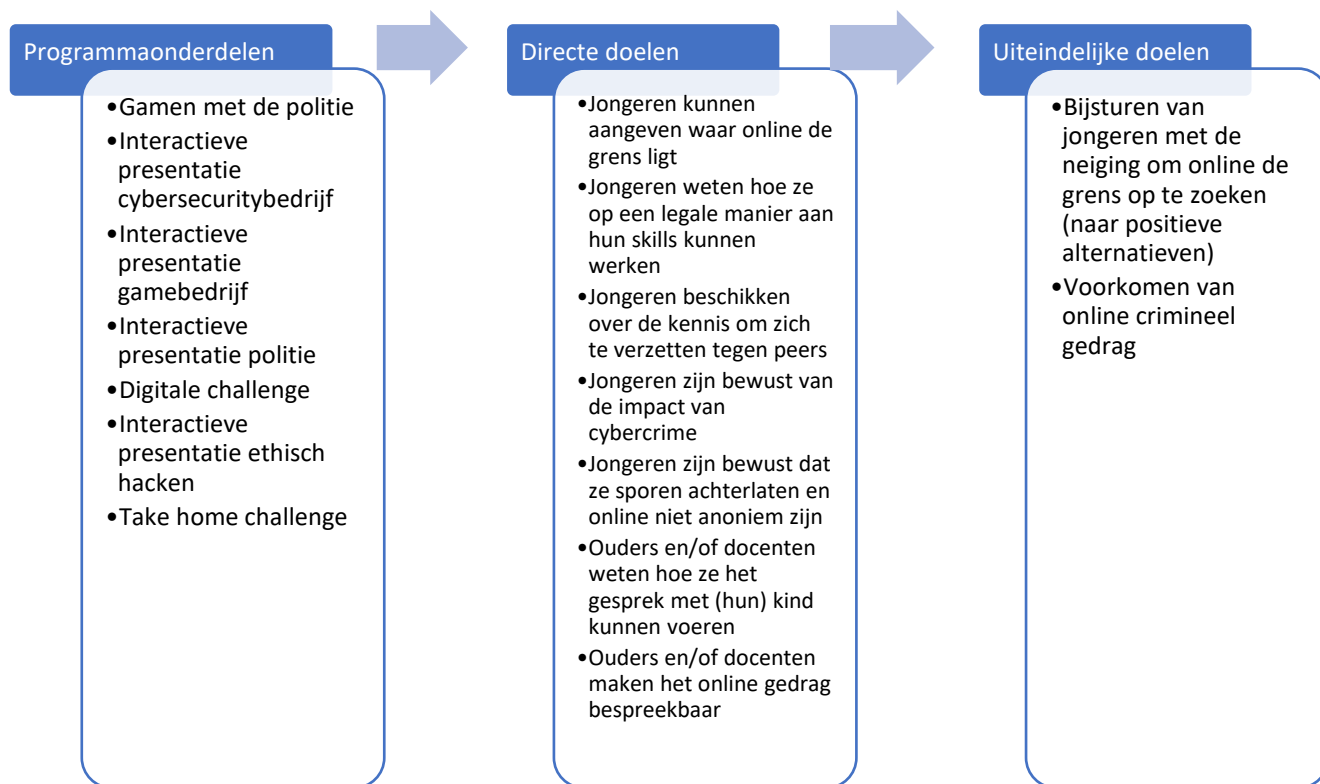 Programmaonderdelen
•Gamen met de politie
•Interactieve
presentatie
cybersecuritybedrijf
•Interactieve
presentatie
gamebedrijf
•Interactieve
presentatie politie
•Digitale challenge
•Interactieve
presentatie ethisch
hacken
•Take home challenge
Directe doelen
•Jongeren kunnen
aangeven waar online de
grens ligt
•Jongeren weten hoe ze
op een legale manier aan
hun skills kunnen
werken
•Jongeren beschikken
over de kennis om zich
te verzetten tegen peers
•Jongeren zijn bewust van
de impact van
cybercrime
•Jongeren zijn bewust dat
ze sporen achterlaten en
online niet anoniem zijn
•Ouders en/of docenten
weten hoe ze het
gesprek met (hun) kind
kunnen voeren
•Ouders en/of docenten
maken het online gedrag
bespreekbaar
Uiteindelijke doelen
•Bijsturen van
jongeren met de
neiging om online de
grens op te zoeken
(naar positieve
alternatieven)
•Voorkomen van
online crimineel
gedrag